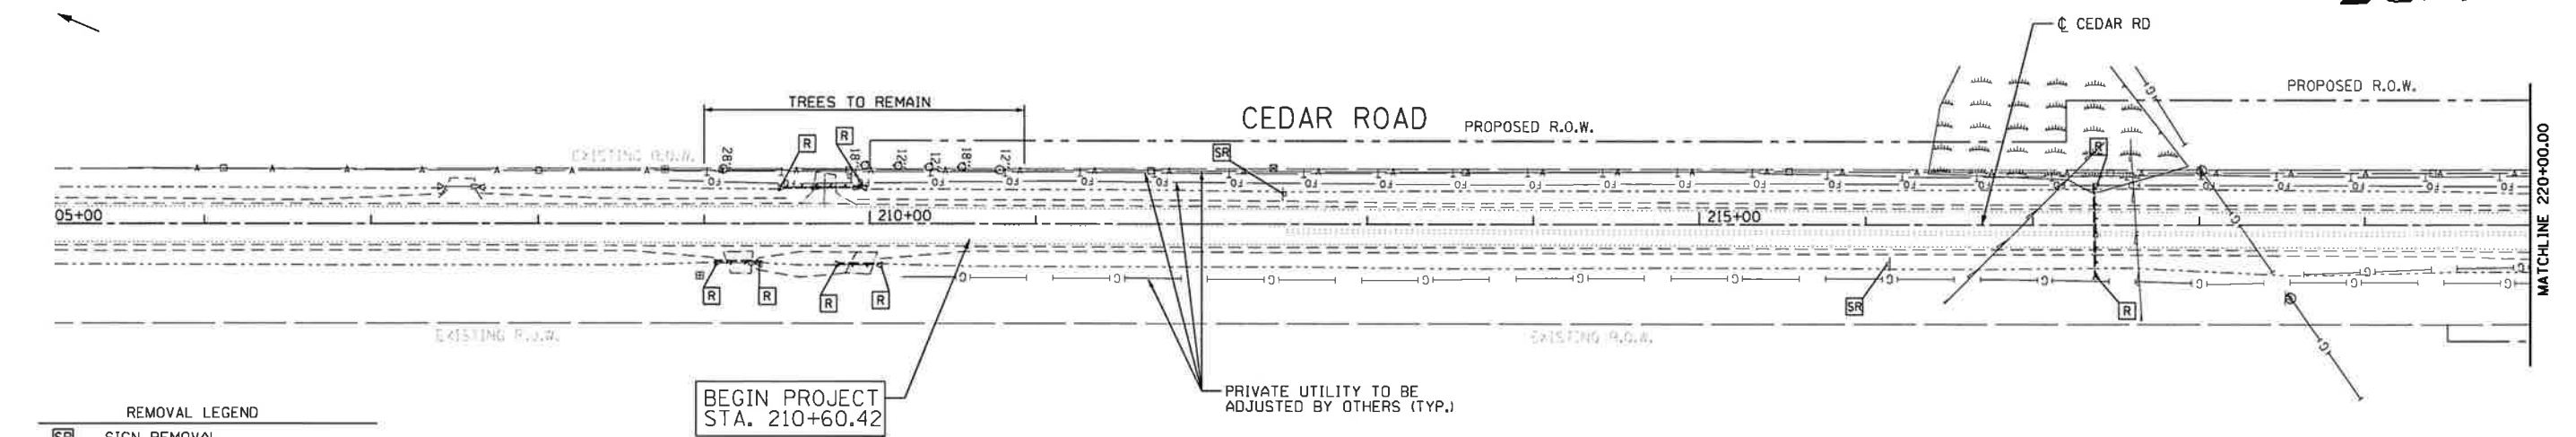 ℄ CEDAR RD
TREES TO REMAIN
PROPOSED R.O.W.
CEDAR ROAD
PROPOSED R.O.W.
R
R
R
SR
EXISTING R.O.W.
28"
18"
12"
12"
18"
12"
05+00
210+00
215+00
MATCHLINE 220+00.00
R
R
R
R
SR
R
EXISTING R.O.W.
EXISTING R.O.W.
BEGIN PROJECT
STA. 210+60.42
PRIVATE UTILITY TO BE
ADJUSTED BY OTHERS (TYP.)
REMOVAL LEGEND
SR SIGN REMOVAL